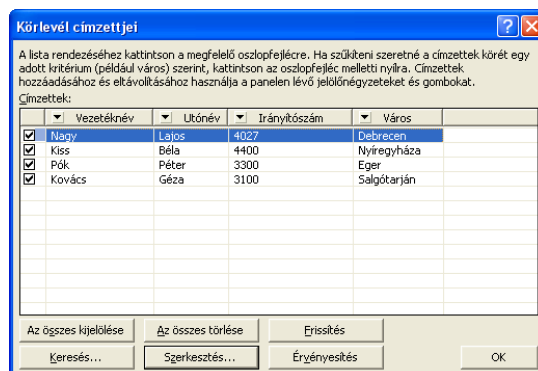 Körlevél címzettjei
A lista rendezéséhez kattintson a megfelelő oszlopfejlécre. Ha szűkíteni szeretné a címzettek körét egy
adott kritérium (például város) szerint, kattintson az oszlopfejléc melletti nyílra. Címzettek
hozzáadásához és eltávolításához használja a panelen lévő jelölőnégyzeteket és gombokat.
Címzettek:
Vezetéknév Utónév Irányítószám Város
Nagy Lajos 4027 Debrecen
Kiss Béla 4400 Nyíregyháza
Pók Péter 3300 Eger
Kovács Géza 3100 Salgótarján
Az összes kijelölése Az összes törlése Frissítés
Keresés... Szerkesztés... Érvényesítés OK